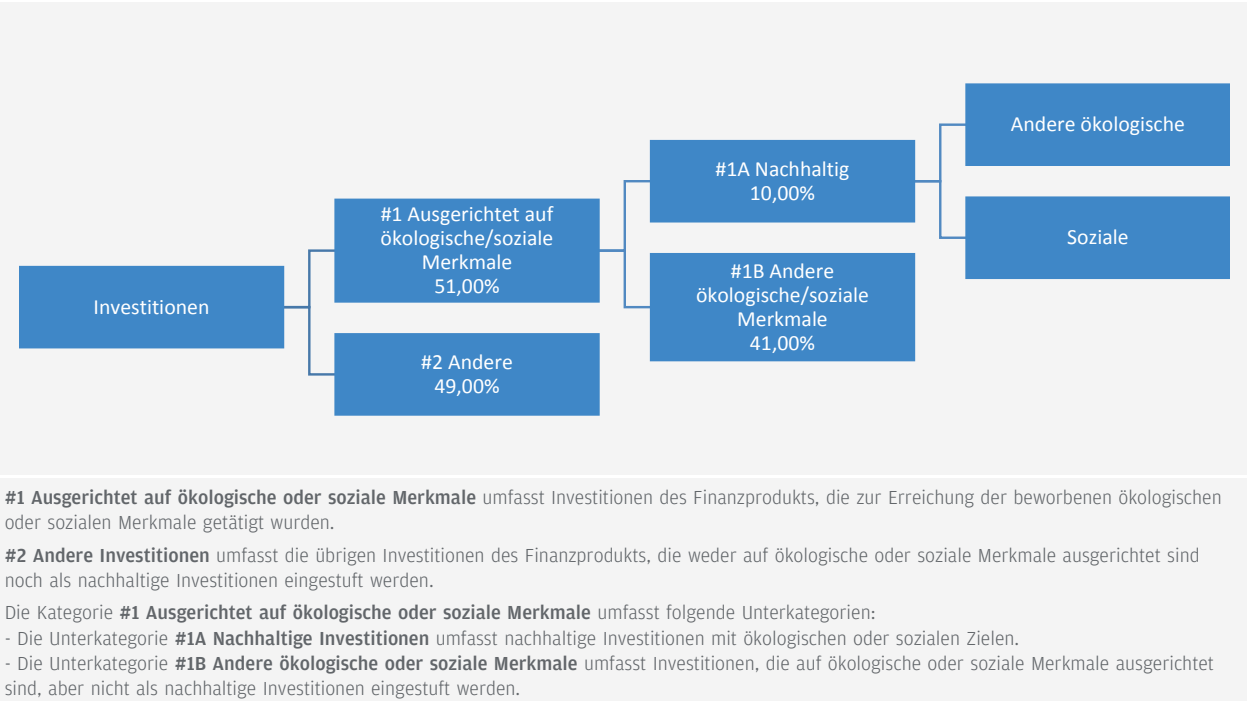 Investitionen
#1 Ausgerichtet auf
ökologische/soziale
Merkmale
51,00%
#2 Andere
49,00%
#1A Nachhaltig
10,00%
#1B Andere
ökologische/soziale
Merkmale
41,00%
Andere ökologische
Soziale
#1 Ausgerichtet auf ökologische oder soziale Merkmale umfasst Investitionen des Finanzprodukts, die zur Erreichung der beworbenen ökologischen
oder sozialen Merkmale getätigt wurden.
#2 Andere Investitionen umfasst die übrigen Investitionen des Finanzprodukts, die weder auf ökologische oder soziale Merkmale ausgerichtet sind
noch als nachhaltige Investitionen eingestuft werden.
Die Kategorie #1 Ausgerichtet auf ökologische oder soziale Merkmale umfasst folgende Unterkategorien:
- Die Unterkategorie #1A Nachhaltige Investitionen umfasst nachhaltige Investitionen mit ökologischen oder sozialen Zielen.
- Die Unterkategorie #1B Andere ökologische oder soziale Merkmale umfasst Investitionen, die auf ökologische oder soziale Merkmale ausgerichtet
sind, aber nicht als nachhaltige Investitionen eingestuft werden.